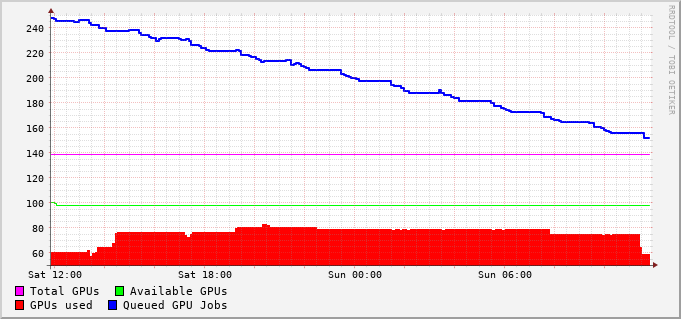 RRDTOOL / TOBI OETIKER
240
220
200
180
160
140
120
100
80
60
Sat 12:00 Sat 18:00 Sun 00:00 Sun 06:00
Total GPUs Available GPUs
GPUs used Queued GPU Jobs